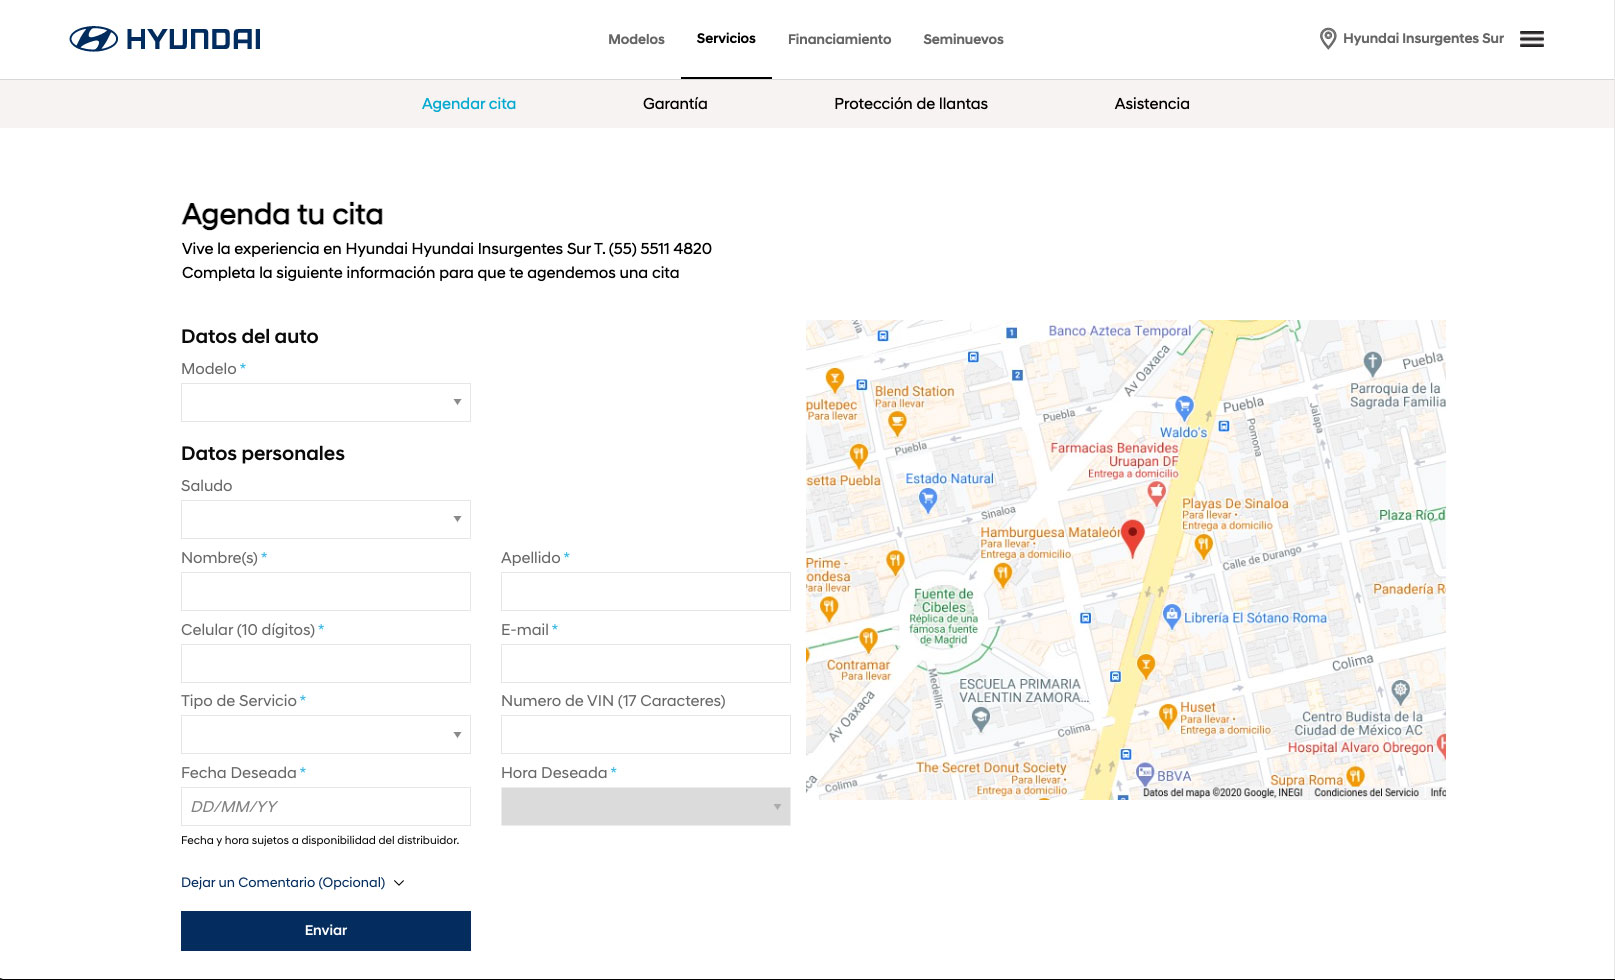 HYUNDAI
Modelos
Servicios
Financiamiento
Seminuevos
Hyundai Insurgentes Sur
Agendar cita
Garantía
Protección de llantas
Asistencia
Agenda tu cita
Vive la experiencia en Hyundai Hyundai Insurgentes Sur T. (55) 5511 4820
Completa la siguiente información para que te agendemos una cita
Datos del auto
Modelo *
Datos personales
Saludo
Nombre(s) *
Apellido *
Celular (10 dígitos) *
E-mail *
Tipo de Servicio *
Numero de VIN (17 Caracteres)
Fecha Deseada *
Hora Deseada *
DD/MM/YY
Fecha y hora sujetos a disponibilidad del distribuidor.
Dejar un Comentario (Opcional)
Enviar
Banco Azteca Temporal
1
2
Av Oaxaca
Puebla
Parroquia de la
Sagrada Familia
Blend Station
Para llevar
pultepec
Para llevar
Puebla
Puebla
Jalapa
Pomona
Waldo's
Puebla
Farmacias Benavides
Uruapan DF
Entrega a domicilio
setta Puebla
Estado Natural
Sinaloa
Playas De Sinaloa
Para llevar •
Entrega a domicilio
Plaza Río d
Hamburguesa Mataleón
Para llevar •
Entrega a domicilio
Calle de Durango
Prime -
ondesa
ara llevar
Panadería R
Fuente de
Cibeles
Réplica de una
famosa fuente
de Madrid
Librería El Sótano Roma
Contramar
Para llevar
Colima
Medellín
ESCUELA PRIMARIA
VALENTIN ZAMORA...
Av Oaxaca
Colima
Huset
Para llevar •
Entrega a domicilio
Centro Budista de la
Ciudad de México AC
Hospital Alvaro Obregon
The Secret Donut Society
Para llevar •
Entrega a domicilio
BBVA
Supra Roma
Colima
Datos del mapa ©2020 Google, INEGI
Condiciones del Servicio
Info